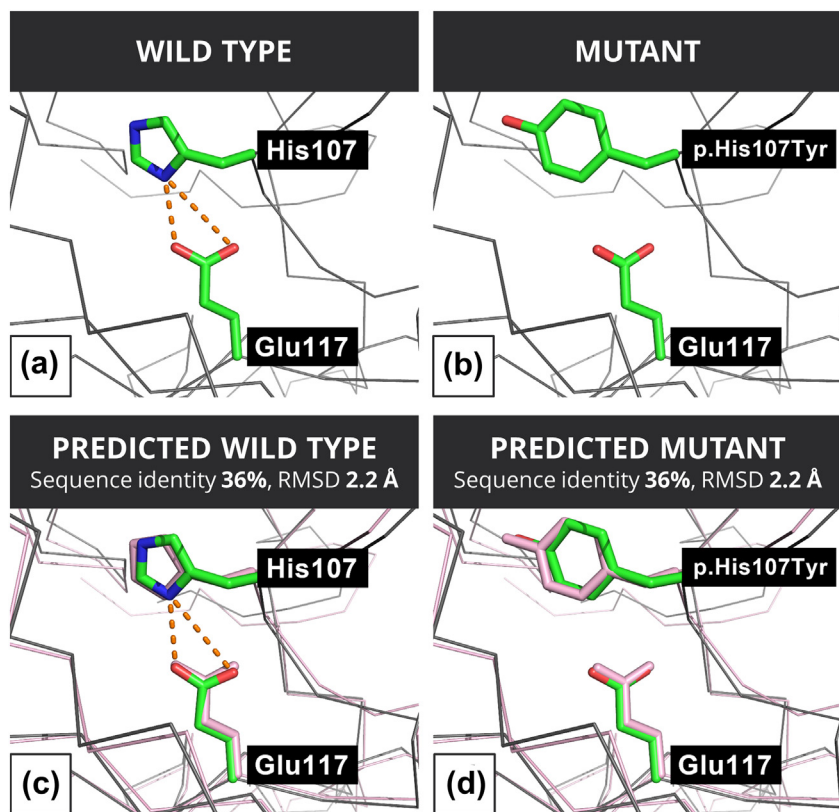 WILD TYPE
MUTANT
His107
p.His107Tyr
Glu117
Glu117
(a)
(b)
PREDICTED WILD TYPE
Sequence identity 36%, RMSD 2.2 Å
PREDICTED MUTANT
Sequence identity 36%, RMSD 2.2 Å
His107
p.His107Tyr
Glu117
Glu117
(c)
(d)